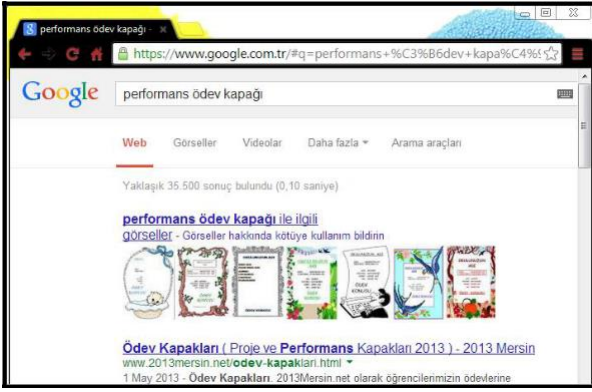 performans ödev kapağı -
https://www.google.com.tr/#q=performans+%C3%B6dev+kapa%C4%
Google
performans ödev kapağı
Web Görseller Videolar Daha fazla Arama araçları
Yaklaşık 35.500 sonuç bulundu (0,10 saniye)
performans ödev kapağı ile ilgili
görseller - Görseller hakkında kötüye kullanım bildirin
ÖDEV
KONUSU
Ödev Kapakları ( Proje ve Performans Kapakları 2013 ) - 2013 Mersin
www.2013mersin.net/odev-kapaklari.html
1 May 2013 - Ödev Kapakları. 2013Mersin.net olarak öğrencilerimizin ödevlerine